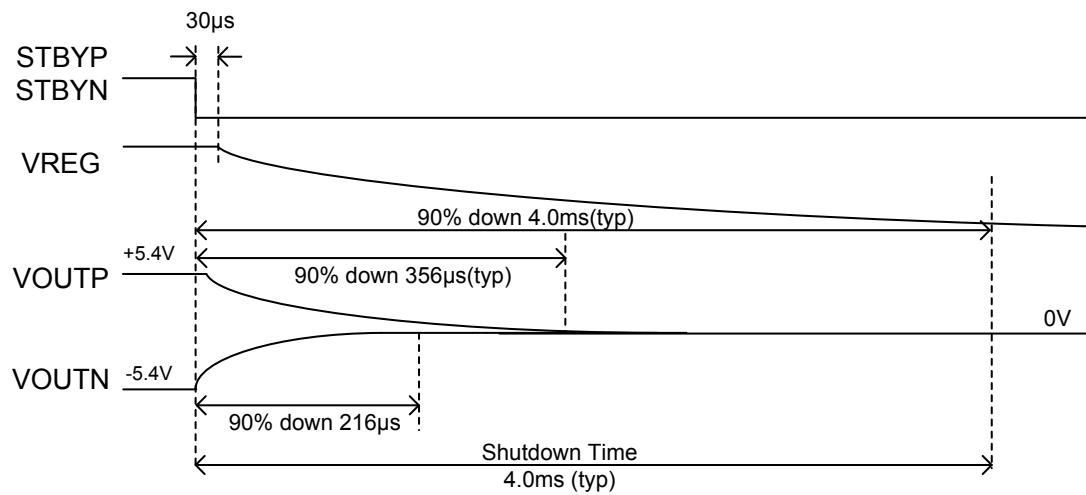 30µs
STBYP
STBYN
VREG
90% down 4.0ms(typ)
+5.4V
VOUTP
90% down 356µs(typ)
0V
VOUTN
-5.4V
90% down 216µs
Shutdown Time
4.0ms (typ)